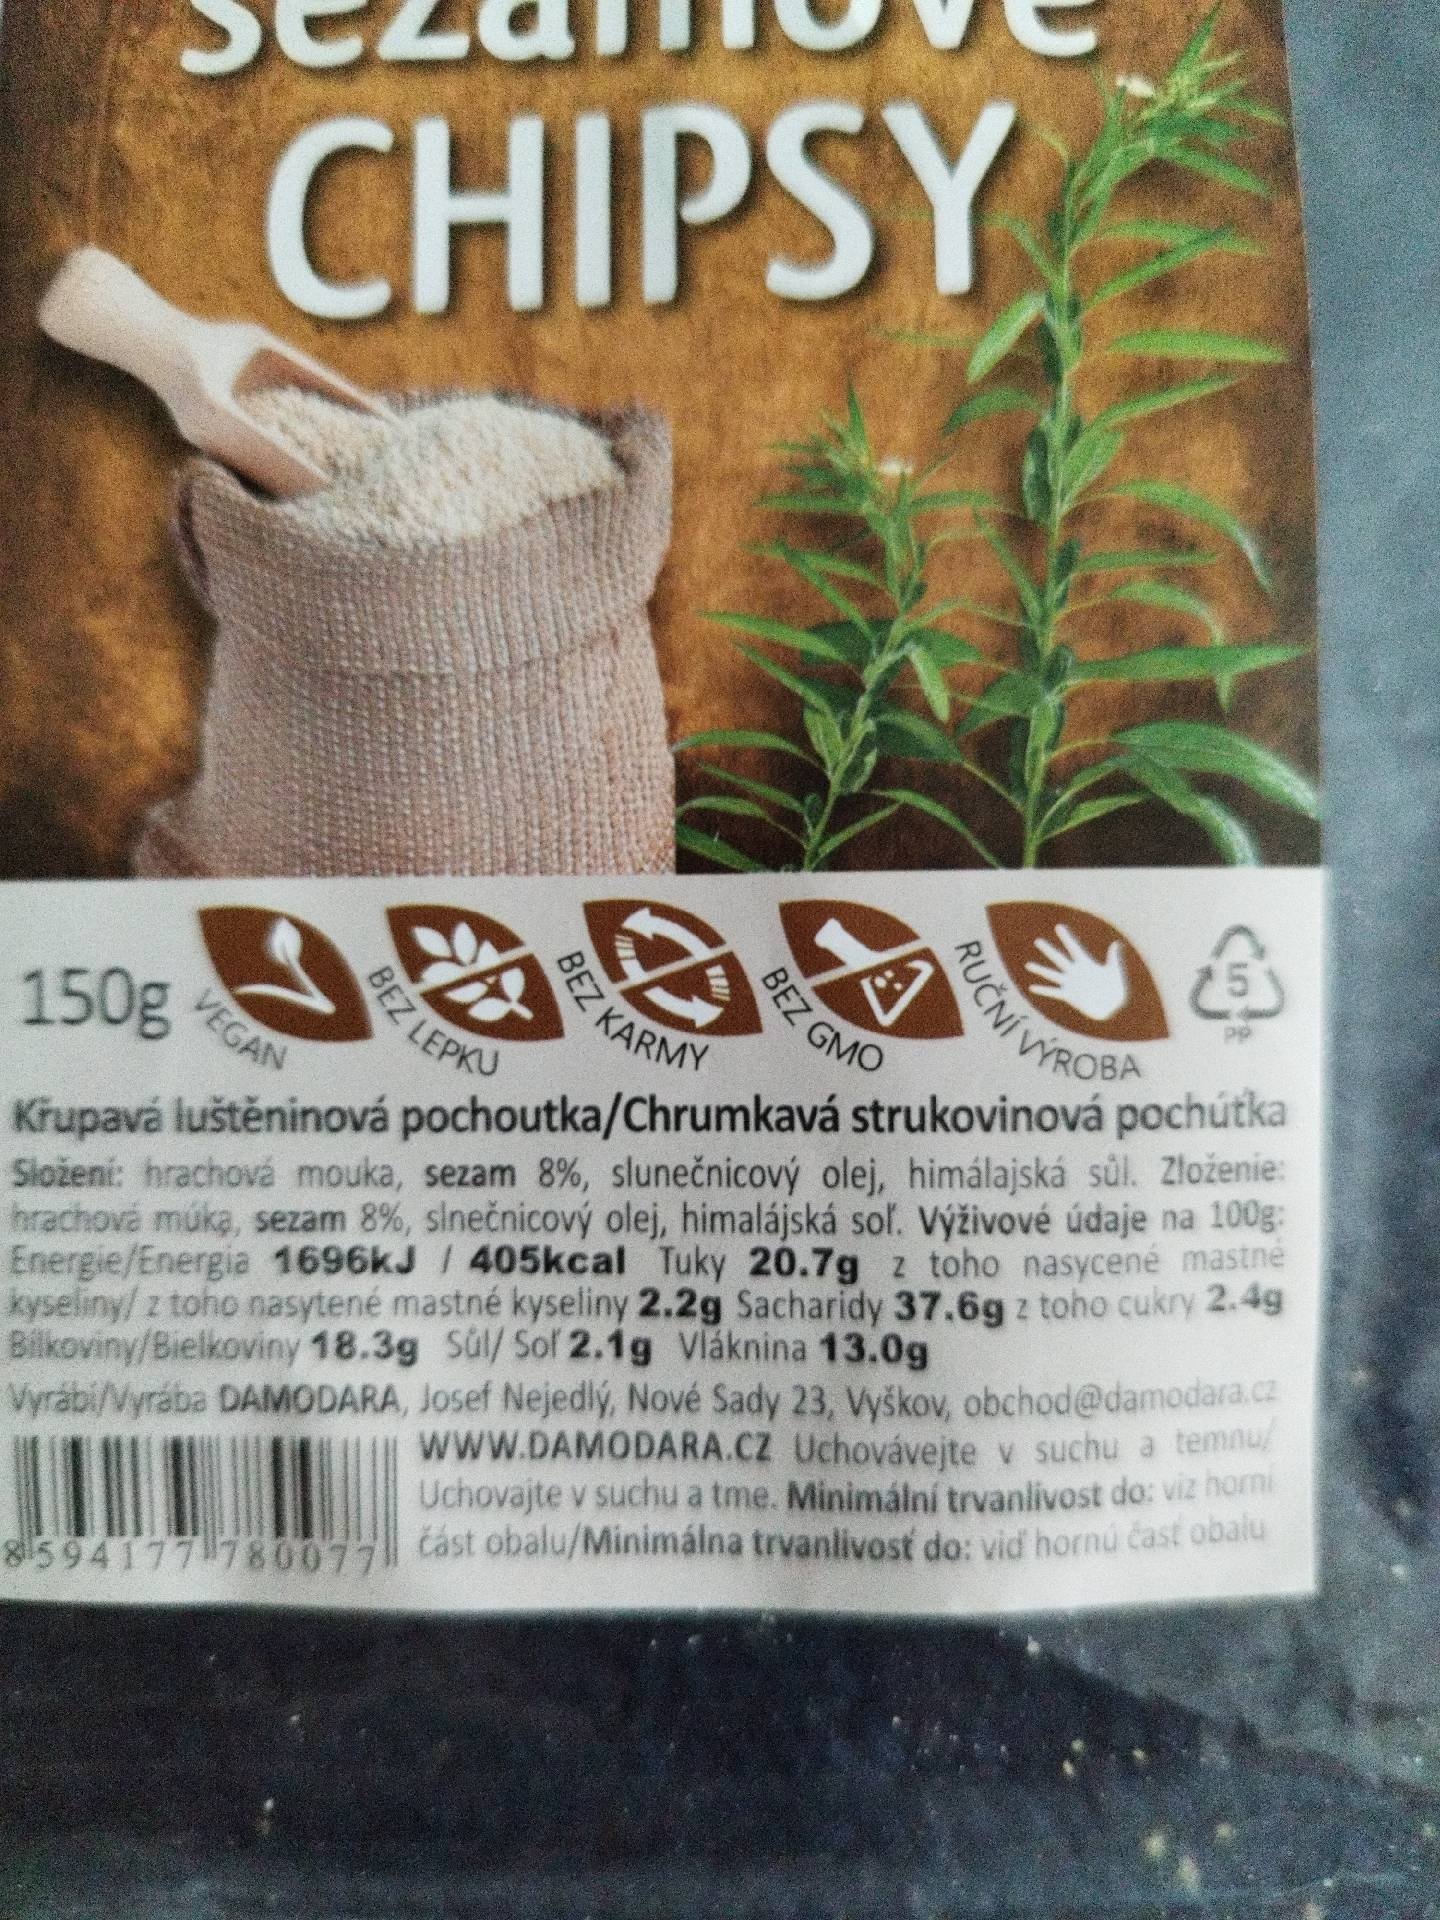 sezamové
CHIPSY
150g
VEGAN
BEZ LEPKU
BEZ KARMY
BEZ GMO
RUČNÍ VÝROBA
5
PP
Křupavá luštěninová pochoutka/Chrumkavá strukovinová pochúťka
Složení: hrachová mouka, sezam 8%, slunečnicový olej, himálajská sůl. Zloženie:
hrachová múka, sezam 8%, slnečnicový olej, himalájská soľ. Výživové údaje na 100g:
Energie/Energia 1696kJ / 405kcal Tuky 20.7g z toho nasycené mastné
kyseliny/ z toho nasytené mastné kyseliny 2.2g Sacharidy 37.6g z toho cukry 2.4g
Bílkoviny/Bielkoviny 18.3g Sůl/ Soľ 2.1g Vláknina 13.0g
Vyrábí/Vyrába DAMODARA, Josef Nejedlý, Nové Sady 23, Vyškov, obchod@damodara.cz
WWW.DAMODARA.CZ Uchovávejte v suchu a temnu/
Uchovajte v suchu a tme. Minimální trvanlivost do: viz horní
část obalu/Minimálna trvanlivosť do: viď hornú časť obalu
8 594177 780077